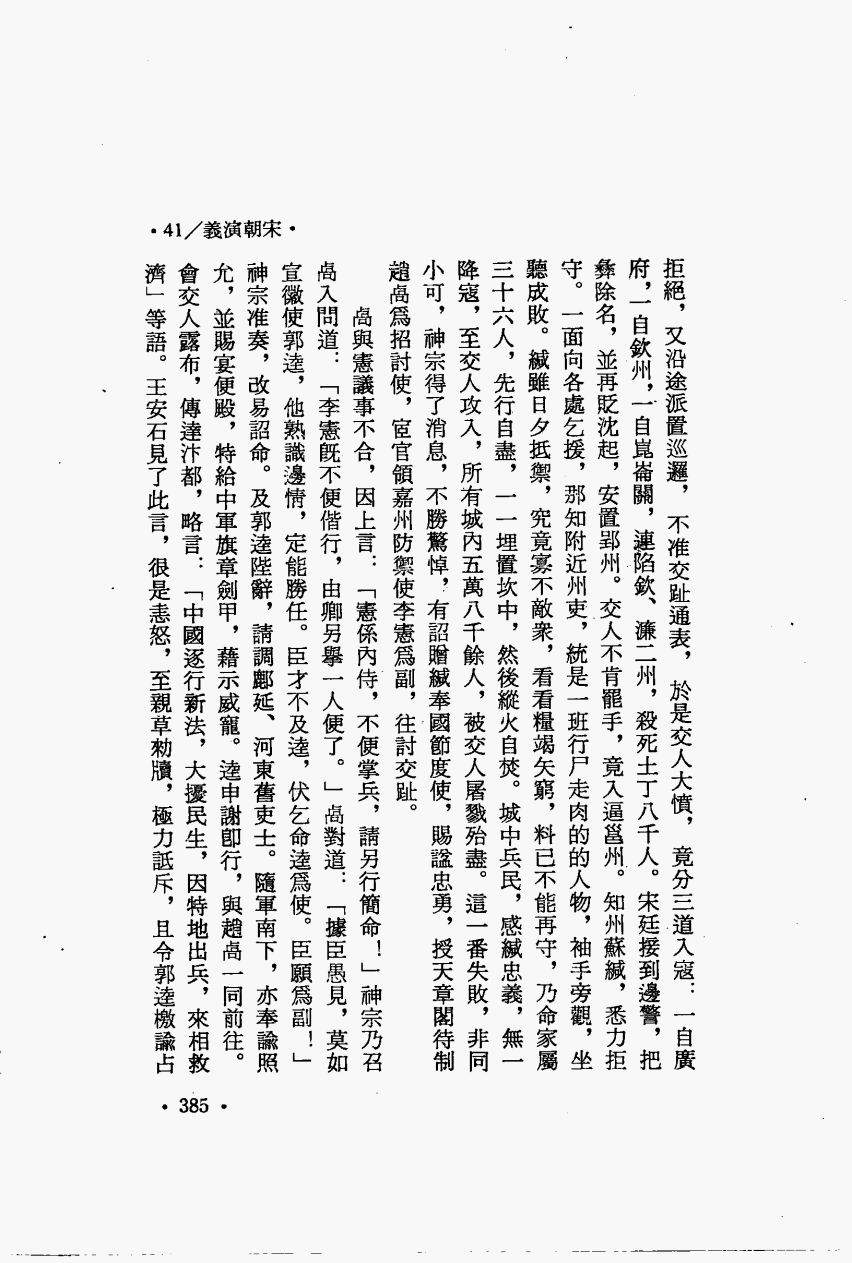 ·宋朝演義／41·
拒絕，又沿途派置巡邏，不准交趾通表，於是交人大憤，竟分三道入寇：一自廣
府，一自欽州，一自崑崙關，連陷欽、濂二州，殺死土丁八千人。宋廷接到邊警，把
彝除名，並再貶沈起，安置郢州。交人不肯罷手，竟入逼邕州。知州蘇緘，悉力拒
守。一面向各處乞援，那知附近州吏，統是一班行尸走肉的的人物，袖手旁觀，坐
聽成敗。緘雖日夕抵禦，究竟寡不敵衆，看看糧竭矢窮，料已不能再守，乃命家屬
三十六人，先行自盡，一一埋置坎中，然後縱火自焚。城中兵民，感緘忠義，無一
降寇，至交人攻入，所有城內五萬八千餘人，被交人屠戮殆盡。這一番失敗，非同
小可，神宗得了消息，不勝驚悼，有詔贈緘奉國節度使，賜諡忠勇，授天章閣待制
趙卨爲招討使，宦官領嘉州防禦使李憲爲副，往討交趾。
卨與憲議事不合，因上言：「憲係內侍，不便掌兵，請另行簡命！」神宗乃召
卨入問道：「李憲旣不便偕行，由卿另擧一人便了。」卨對道：「據臣愚見，莫如
宣徽使郭逵，他熟識邊情，定能勝任。臣才不及逵，伏乞命逵爲使。臣願爲副！」
神宗准奏，改易詔命。及郭逵陛辭，請調鄜延、河東舊吏士。隨軍南下，亦奉諭照
允，並賜宴便殿，特給中軍旗章劍甲，藉示威寵。逵申謝卽行，與趙卨一同前往。
會交人露布，傳達汴都，略言：「中國逐行新法，大擾民生，因特地出兵，來相救
濟」等語。王安石見了此言，很是恚怒，至親草勑牘，極力詆斥，且令郭逵檄諭占
·385·